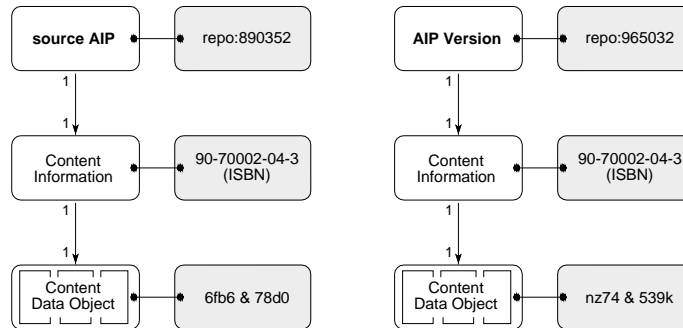 source AIP
repo:890352
1
1
Content
Information
90-70002-04-3
(ISBN)
1
1
Content
Data Object
6fb6 & 78d0
AIP Version
repo:965032
1
1
Content
Information
90-70002-04-3
(ISBN)
1
1
Content
Data Object
nz74 & 539k